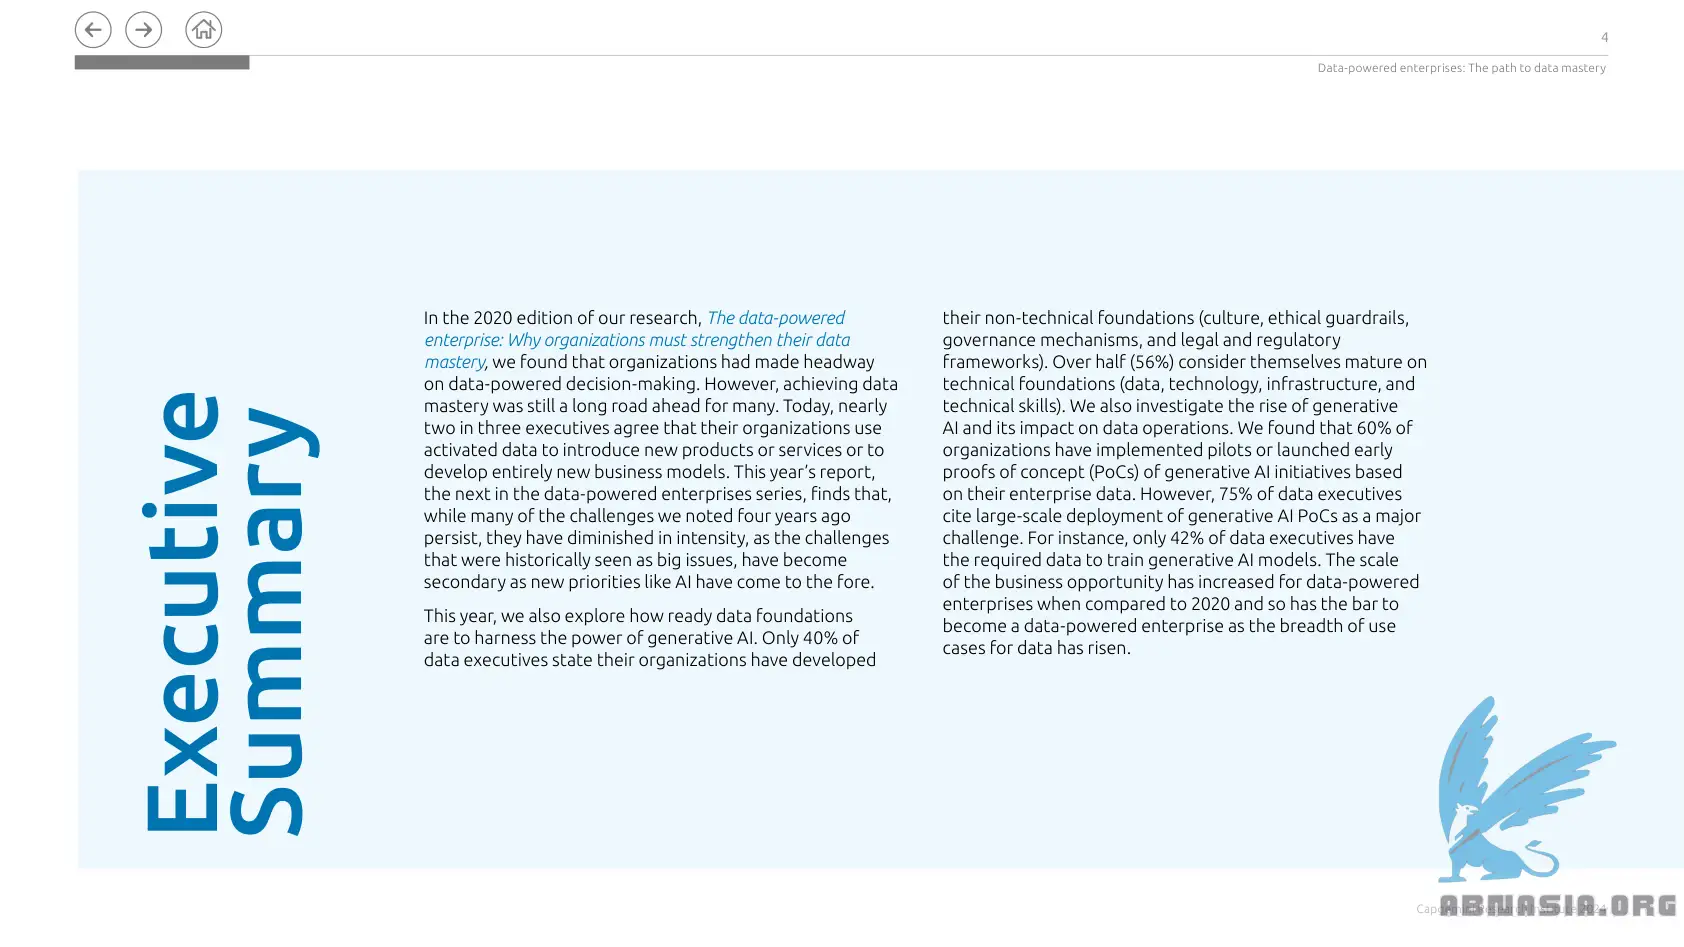 4
Data-powered enterprises: The path to data mastery
Executive
Summary
In the 2020 edition of our research, The data-powered
enterprise: Why organizations must strengthen their data
mastery, we found that organizations had made headway
on data-powered decision-making. However, achieving data
mastery was still a long road ahead for many. Today, nearly
two in three executives agree that their organizations use
activated data to introduce new products or services or to
develop entirely new business models. This year’s report,
the next in the data-powered enterprises series, finds that,
while many of the challenges we noted four years ago
persist, they have diminished in intensity, as the challenges
that were historically seen as big issues, have become
secondary as new priorities like AI have come to the fore.
This year, we also explore how ready data foundations
are to harness the power of generative AI. Only 40% of
data executives state their organizations have developed
their non-technical foundations (culture, ethical guardrails,
governance mechanisms, and legal and regulatory
frameworks). Over half (56%) consider themselves mature on
technical foundations (data, technology, infrastructure, and
technical skills). We also investigate the rise of generative
AI and its impact on data operations. We found that 60% of
organizations have implemented pilots or launched early
proofs of concept (PoCs) of generative AI initiatives based
on their enterprise data. However, 75% of data executives
cite large-scale deployment of generative AI PoCs as a major
challenge. For instance, only 42% of data executives have
the required data to train generative AI models. The scale
of the business opportunity has increased for data-powered
enterprises when compared to 2020 and so has the bar to
become a data-powered enterprise as the breadth of use
cases for data has risen.
ABMASIA.ORG